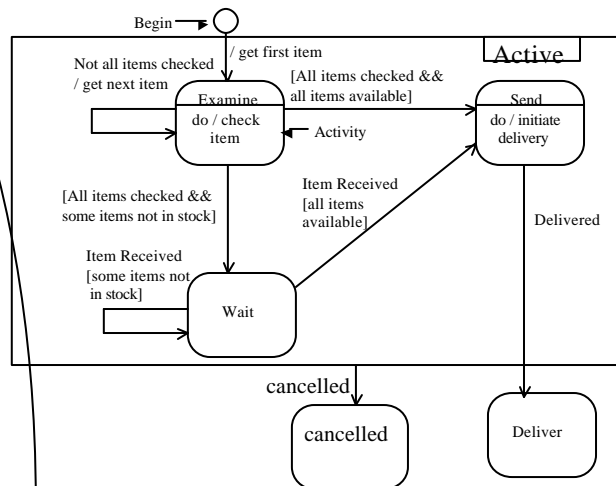 Begin
/ get first item
Active
Not all items checked
/ get next item
[All items checked &&
all items available]
Examine
do / check
item
Activity
Send
do / initiate
delivery
[All items checked &&
some items not in stock]
Item Received
[all items
available]
Delivered
Item Received
[some items not
in stock]
Wait
cancelled
cancelled
Deliver